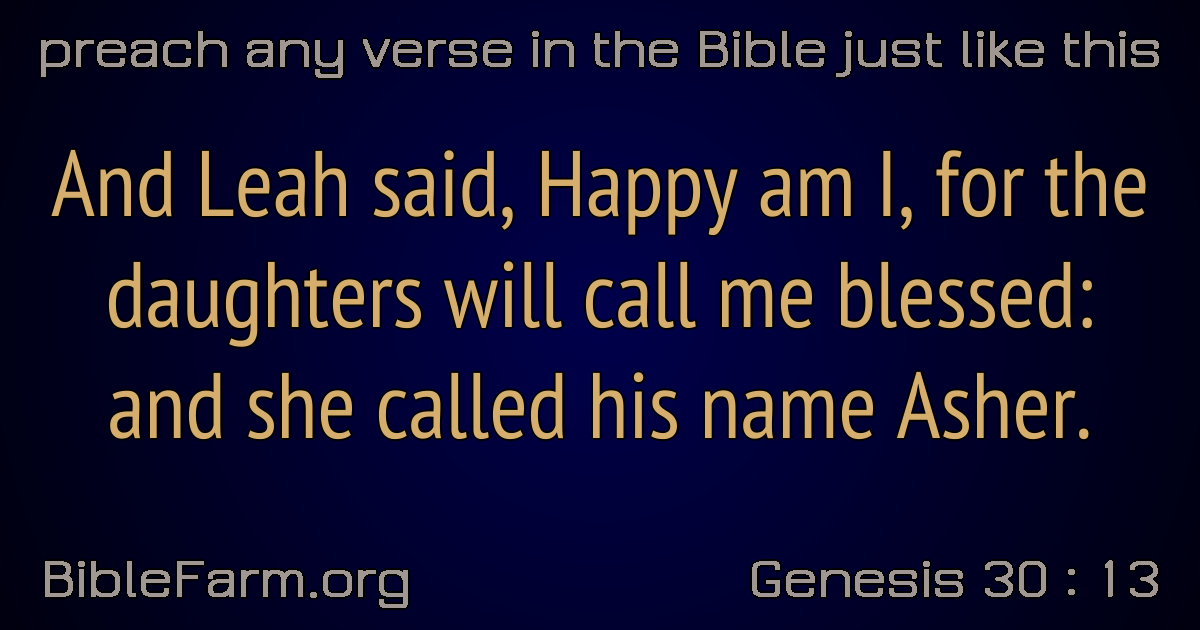 preach any verse in the Bible just like this
And Leah said, Happy am I, for the
daughters will call me blessed:
and she called his name Asher.
BibleFarm.org
Genesis 30 : 13